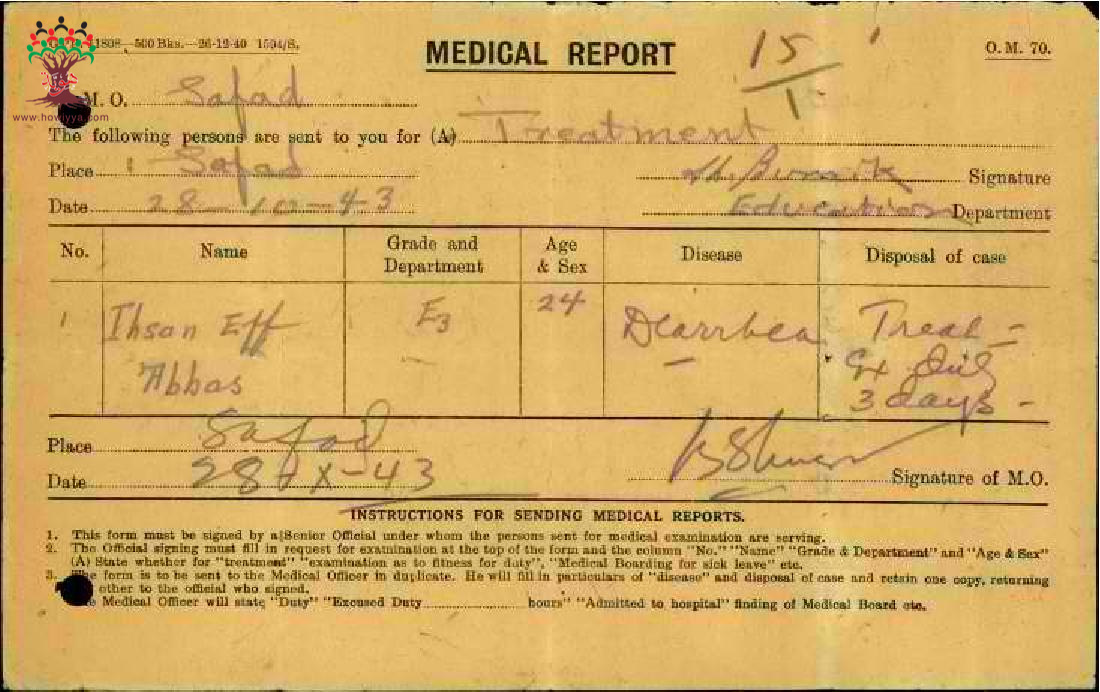 1808 500 Bks.—26-12-40 1504/S.
MEDICAL REPORT
15/1
O. M. 70.
M. O. Safad
www.howiyya.com
The following persons are sent to you for (A) Treatment
Place Safad
Signature
Date 28-10-43
Education Department
No. Name Grade and Department Age & Sex Disease Disposal of case
1 Ihsan Eff Abbas E3 24 Diarrhea Treat – Ex Duty 3 days –
Place Safad
Date 28-X-43
Signature of M.O.
INSTRUCTIONS FOR SENDING MEDICAL REPORTS.
1. This form must be signed by a Senior Official under whom the persons sent for medical examination are serving.
2. The Official signing must fill in request for examination at the top of the form and the column "No." "Name" "Grade & Department" and "Age & Sex"
(A) State whether for "treatment" "examination as to fitness for duty", "Medical Boarding for sick leave" etc.
3. The form is to be sent to the Medical Officer in duplicate. He will fill in particulars of "disease" and disposal of case and retain one copy, returning
other to the official who signed.
Medical Officer will state "Duty" "Excused Duty............hours" "Admitted to hospital" finding of Medical Board etc.